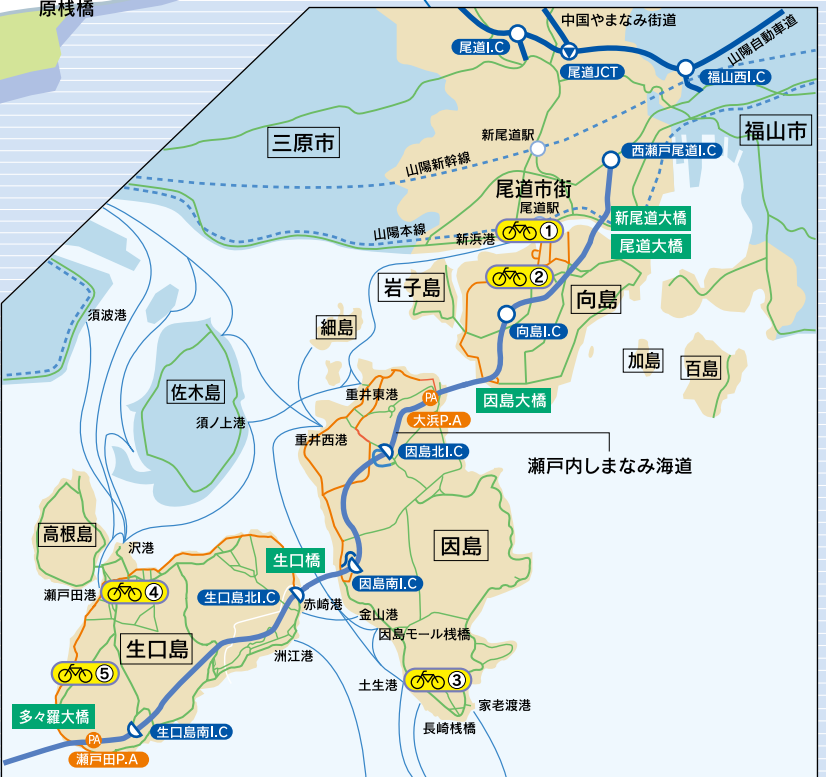 原桟橋
中国やまなみ街道
山陽自動車道
尾道I.C
尾道JCT
福山西I.C
三原市
福山市
新尾道駅
西瀬戸尾道I.C
山陽新幹線
尾道市街
尾道駅
新尾道大橋
山陽本線
新浜港
①
尾道大橋
②
岩子島
向島
須波港
細島
向島I.C
加島
百島
佐木島
重井東港
因島大橋
大浜P.A
PA
須ノ上港
重井西港
因島北I.C
瀬戸内しまなみ海道
高根島
沢港
因島
生口橋
因島南I.C
瀬戸田港
④
生口島北I.C
赤崎港
金山港
因島モール桟橋
生口島
洲江港
⑤
土生港
③
家老渡港
多々羅大橋
長崎桟橋
生口島南I.C
PA
瀬戸田P.A